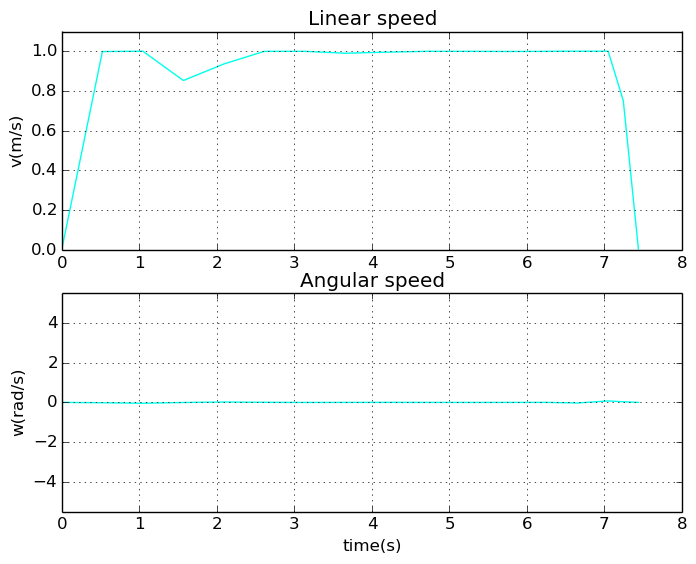 Linear speed
v(m/s)
1.0
0.8
0.6
0.4
0.2
0.0
0 1 2 3 4 5 6 7 8
Angular speed
w(rad/s)
4
2
0
−2
−4
0 1 2 3 4 5 6 7 8
time(s)